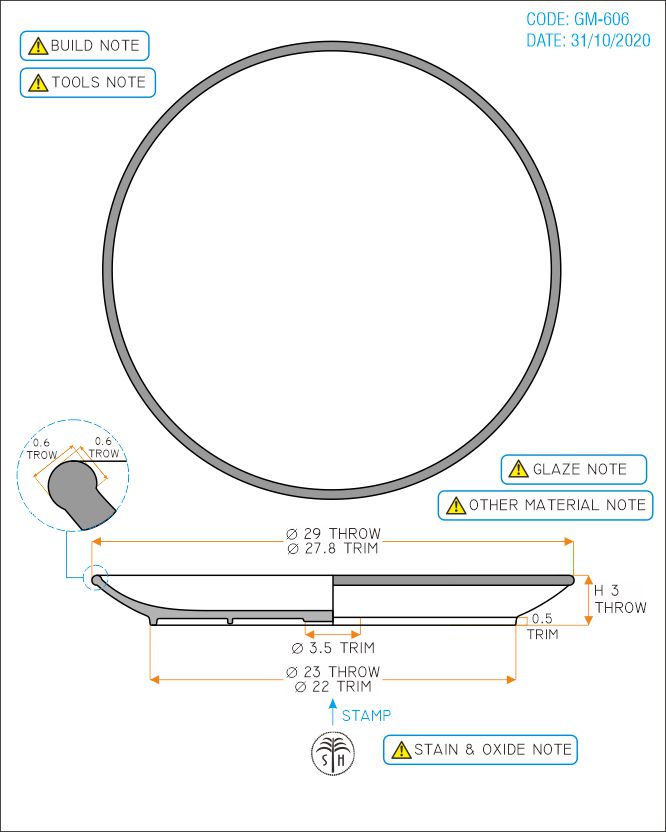 CODE: GM-606
DATE: 31/10/2020
BUILD NOTE
TOOLS NOTE
0.6
TROW
0.6
TROW
GLAZE NOTE
OTHER MATERIAL NOTE
Ø 29 THROW
Ø 27.8 TRIM
H 3
THROW
0.5
TRIM
Ø 3.5 TRIM
Ø 23 THROW
Ø 22 TRIM
STAMP
S H
STAIN & OXIDE NOTE